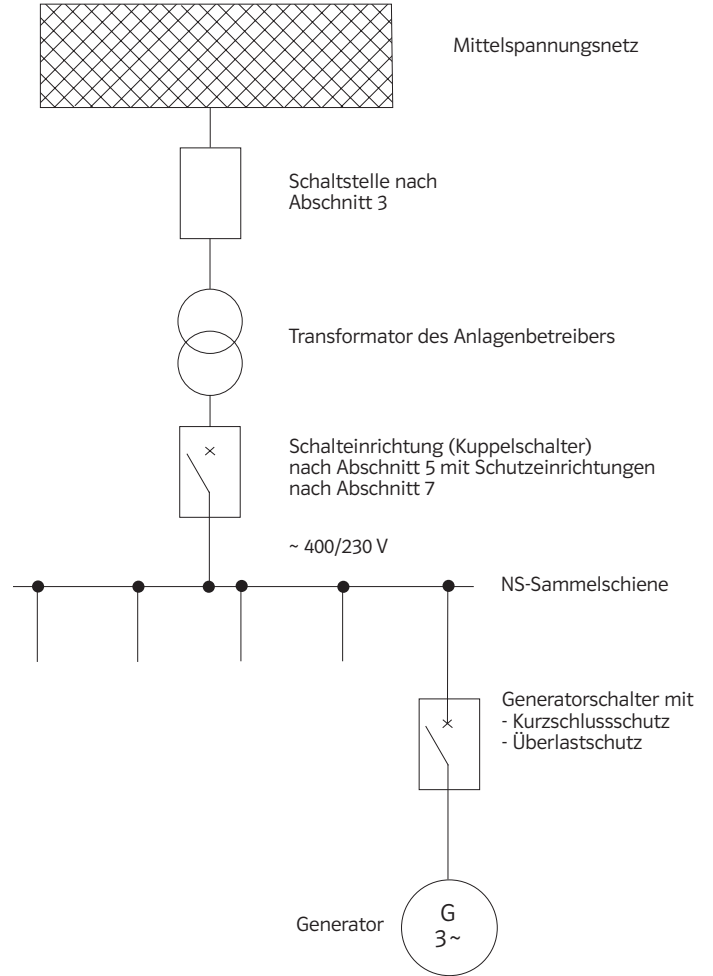 Mittelspannungsnetz
Schaltstelle nach
Abschnitt 3
Transformator des Anlagenbetreibers
Schalteinrichtung (Kuppelschalter)
nach Abschnitt 5 mit Schutzeinrichtungen
nach Abschnitt 7
~ 400/230 V
NS-Sammelschiene
Generatorschalter mit
- Kurzschlussschutz
- Überlastschutz
Generator
G
3~